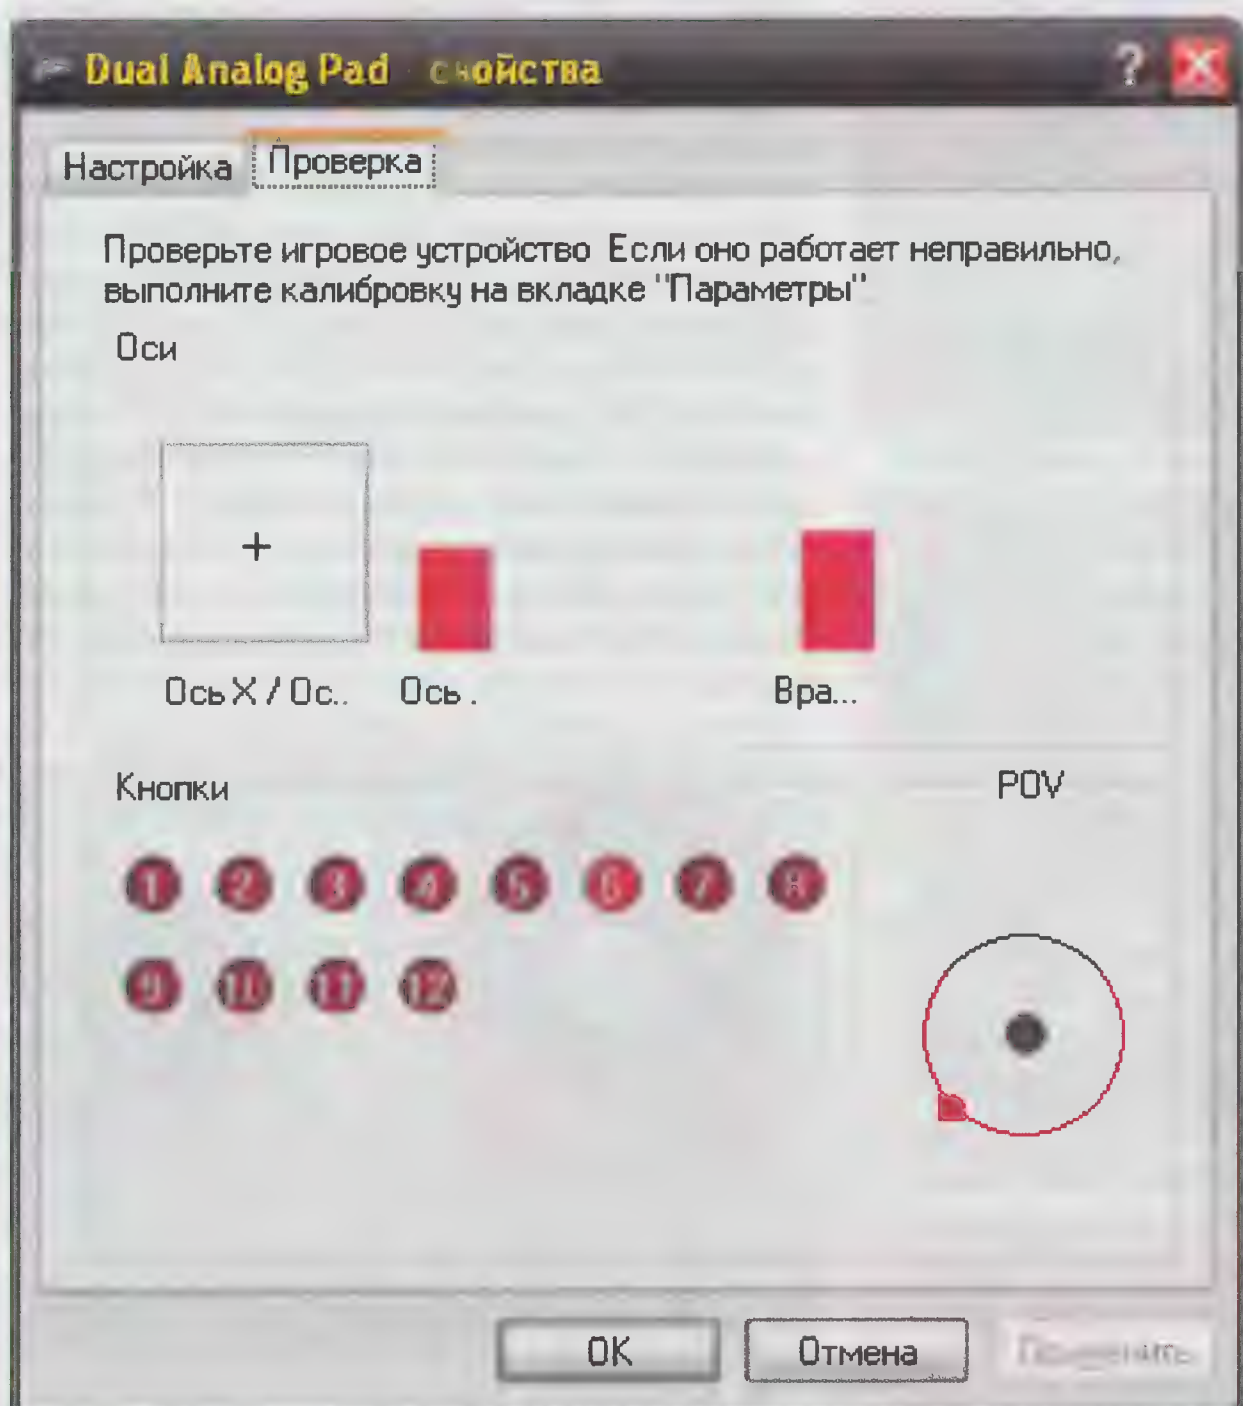 Dual Analog Pad свойства
?
Настройка Проверка
Проверьте игровое устройство Если оно работает неправильно,
выполните калибровку на вкладке "Параметры"
Оси
+
Ось X / Ос.. Ось . Вра...
Кнопки POV
1 2 3 4 5 6 7 8
9 10 11 12
OK Отмена Применить